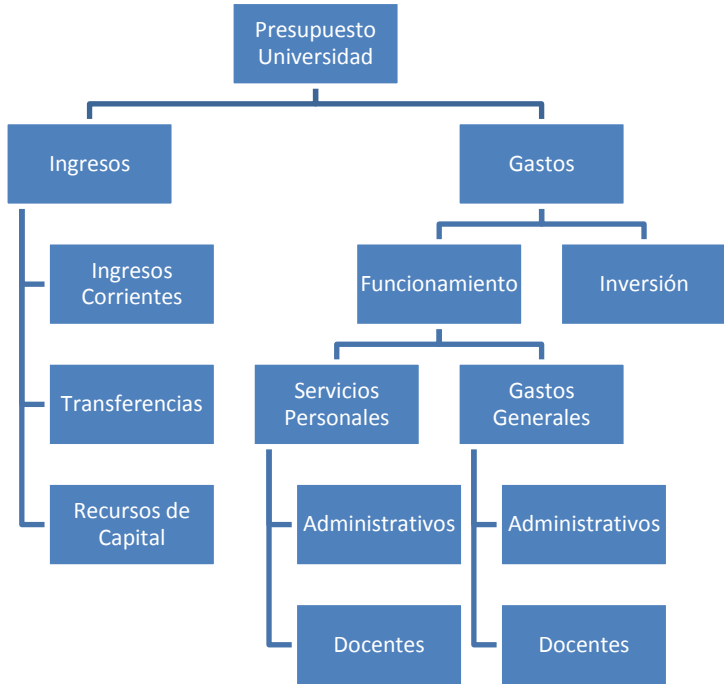 Presupuesto
Universidad
Ingresos
Gastos
Ingresos
Corrientes
Funcionamiento
Inversión
Transferencias
Servicios
Personales
Gastos
Generales
Recursos de
Capital
Administrativos
Administrativos
Docentes
Docentes